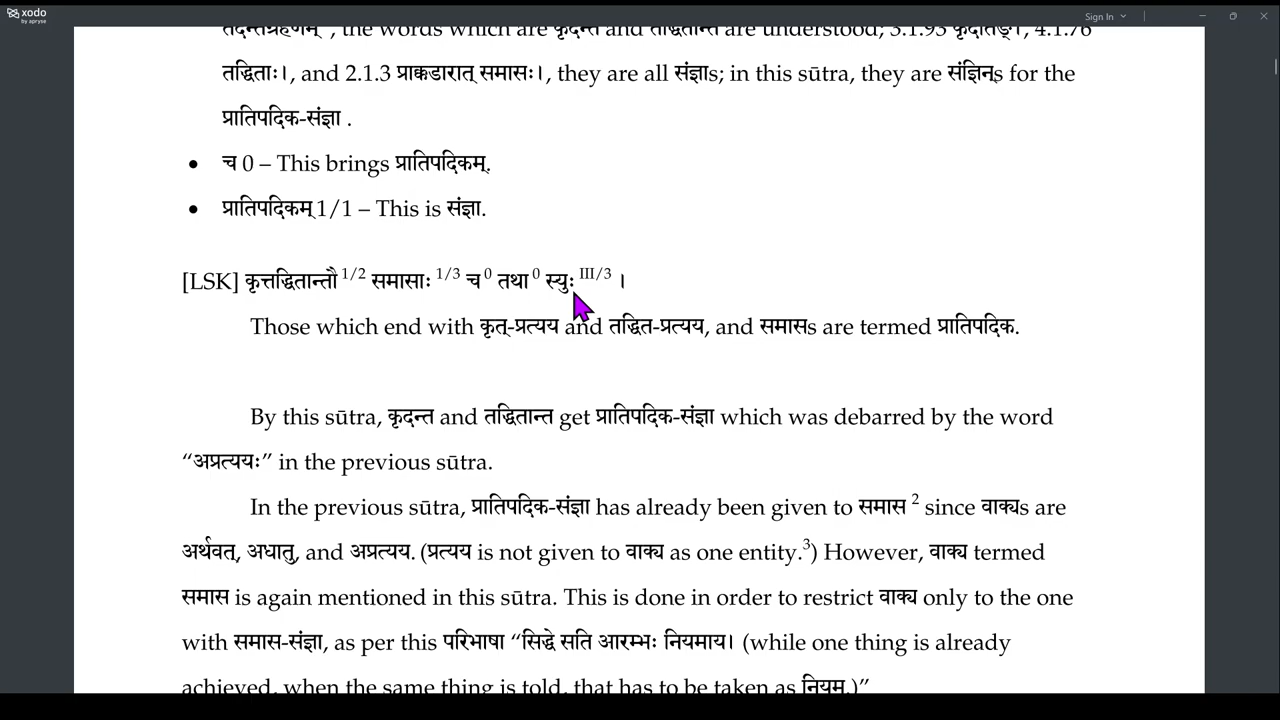 xodo
by apryse
Sign In
तदन्तग्रहणम्", the words which are कृदन्त and तद्धितान्त are understood; 3.1.93 कृदतिङ्।, 4.1.76
तद्धिताः।, and 2.1.3 प्राक्कडारात् समासः।, they are all संज्ञाs; in this sūtra, they are संज्ञिन्s for the
प्रातिपदिक-संज्ञा .
• च 0 – This brings प्रातिपदिकम्.
• प्रातिपदिकम् 1/1 – This is संज्ञा.
[LSK] कृत्तद्धितान्तौ 1/2 समासाः 1/3 च 0 तथा 0 स्युः III/3 ।
Those which end with कृत्-प्रत्यय and तद्धित-प्रत्यय, and समासs are termed प्रातिपदिक.
By this sūtra, कृदन्त and तद्धितान्त get प्रातिपदिक-संज्ञा which was debarred by the word
“अप्रत्ययः” in the previous sūtra.
In the previous sūtra, प्रातिपदिक-संज्ञा has already been given to समास 2 since वाक्यs are
अर्थवत्, अधातु, and अप्रत्यय. (प्रत्यय is not given to वाक्य as one entity.3) However, वाक्य termed
समास is again mentioned in this sūtra. This is done in order to restrict वाक्य only to the one
with समास-संज्ञा, as per this परिभाषा “सिद्धे सति आरम्भः नियमाय। (while one thing is already
achieved, when the same thing is told, that has to be taken as नियम.)”